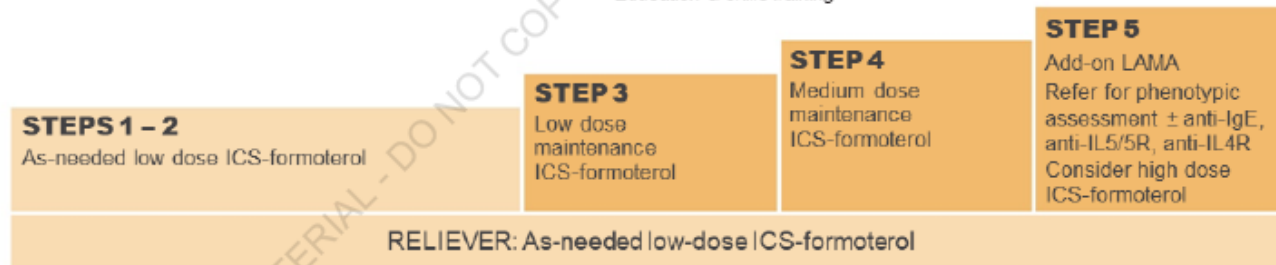 STEPS 1 – 2
As-needed low dose ICS-formoterol
STEP 3
Low dose
maintenance
ICS-formoterol
STEP 4
Medium dose
maintenance
ICS-formoterol
STEP 5
Add-on LAMA
Refer for phenotypic
assessment ± anti-IgE,
anti-IL5/5R, anti-IL4R
Consider high dose
ICS-formoterol
RELIEVER: As-needed low-dose ICS-formoterol
DO NOT